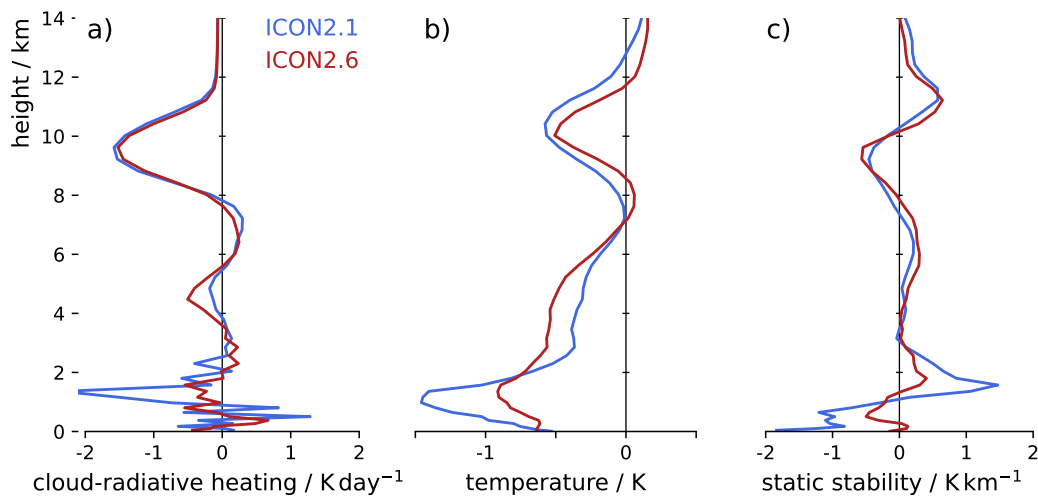 a)
ICON2.1
ICON2.6
b)
c)
height / km
14
12
10
8
6
4
2
0
-2 -1 0 1 2
-1 0
-2 -1 0 1 2
cloud-radiative heating / K day⁻¹
temperature / K
static stability / K km⁻¹